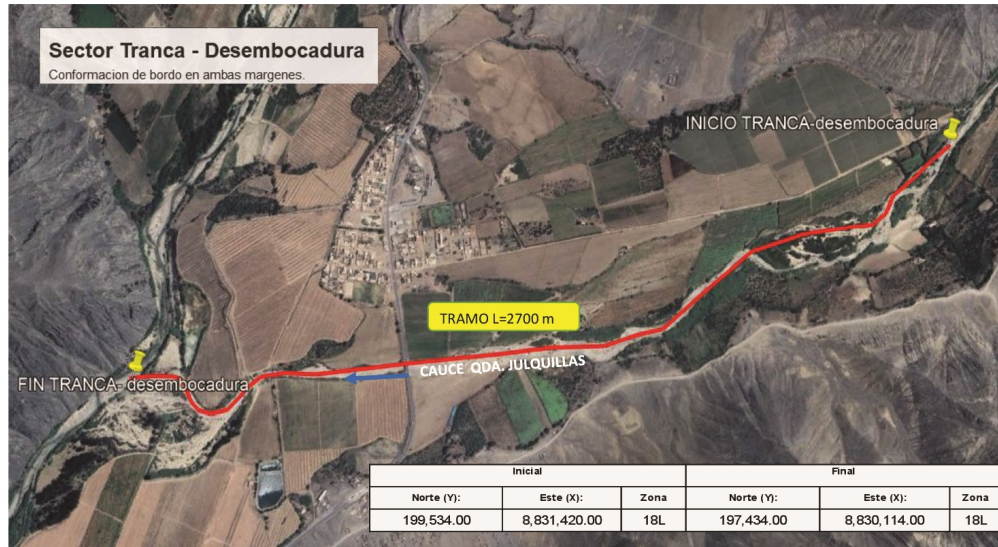 Sector Tranca - Desembocadura
Conformacion de bordo en ambas margenes.
INICIO TRANCA-desembocadura
TRAMO L=2700 m
CAUCE QDA. JULQUILLAS
FIN TRANCA- desembocadura
Inicial Final
Norte (Y): Este (X): Zona Norte (Y): Este (X): Zona
199,534.00 8,831,420.00 18L 197,434.00 8,830,114.00 18L